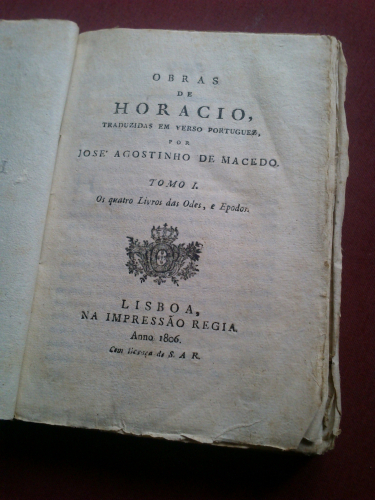 OBRAS
DE
HORACIO,
TRADUZIDAS EM VERSO PORTUGUEZ,
POR
JOSE' AGOSTINHO DE MACEDO.
TOMO I.
Os quatro Livros das Odes, e Epodos.
LISBOA,
NA IMPRESSÃO REGIA.
Anno 1806.
Com licença de S. A R.